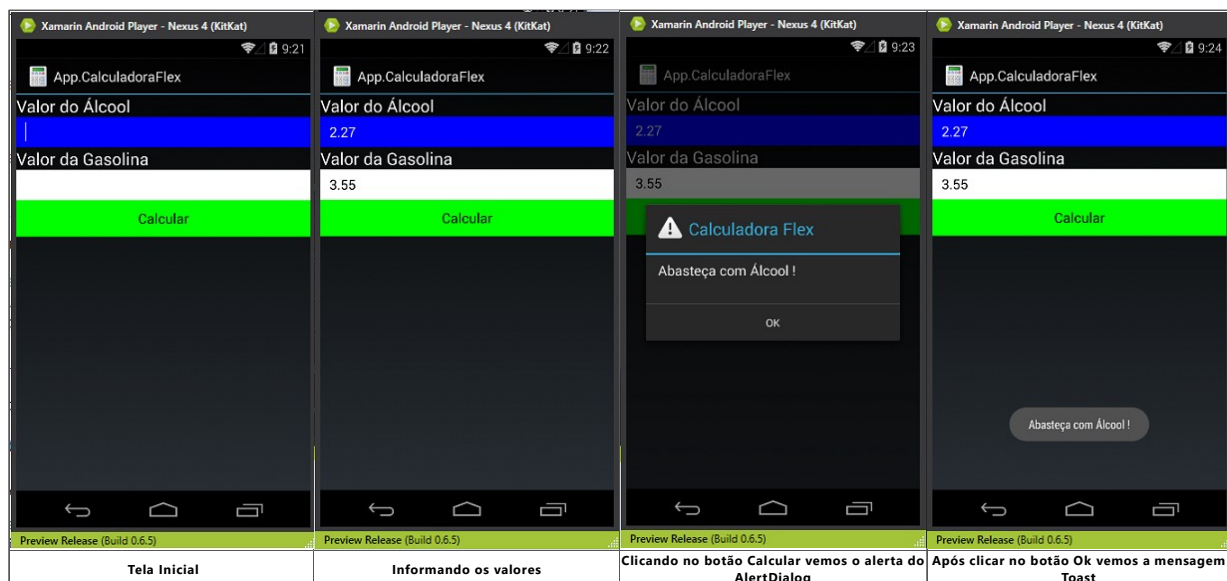 Xamarin Android Player - Nexus 4 (KitKat)
9:21
App.CalculadoraFlex
Valor do Álcool
Valor da Gasolina
Calcular
Preview Release (Build 0.6.5)
Tela Inicial
Xamarin Android Player - Nexus 4 (KitKat)
9:22
App.CalculadoraFlex
Valor do Álcool
2.27
Valor da Gasolina
3.55
Calcular
Preview Release (Build 0.6.5)
Informando os valores
Xamarin Android Player - Nexus 4 (KitKat)
9:23
App.CalculadoraFlex
Valor do Álcool
2.27
Valor da Gasolina
3.55
Calculadora Flex
Abasteça com Álcool !
OK
Preview Release (Build 0.6.5)
Clicando no botão Calcular vemos o alerta do
AlertDialog
Xamarin Android Player - Nexus 4 (KitKat)
9:24
App.CalculadoraFlex
Valor do Álcool
2.27
Valor da Gasolina
3.55
Calcular
Abasteça com Álcool !
Preview Release (Build 0.6.5)
Após clicar no botão Ok vemos a mensagem
Toast